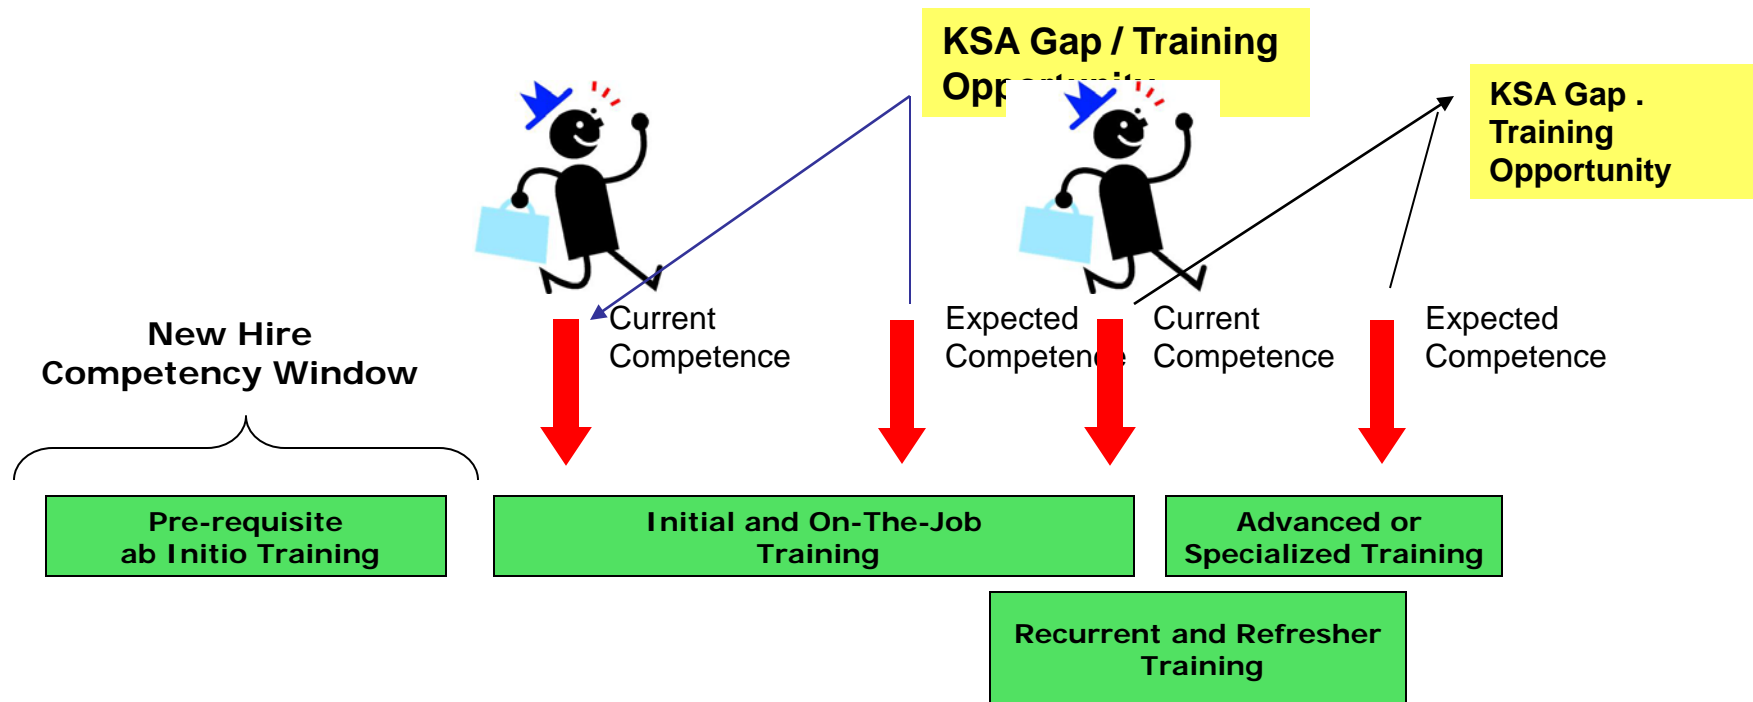 KSA Gap / Training
KSA Gap .
Training
Opportunity
Current
Competence
Expected
Competence
Current
Competence
Expected
Competence
New Hire
Competency Window
Pre-requisite
ab Initio Training
Initial and On-The-Job
Training
Advanced or
Specialized Training
Recurrent and Refresher
Training